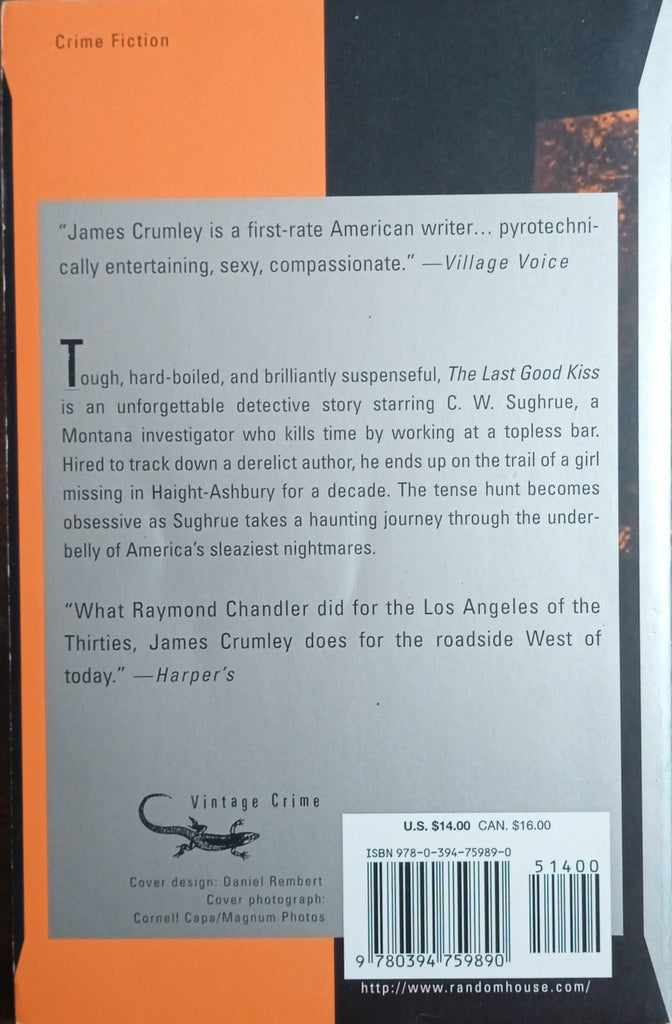 Crime Fiction
“James Crumley is a first-rate American writer... pyrotechni-
cally entertaining, sexy, compassionate.” —Village Voice
Tough, hard-boiled, and brilliantly suspenseful, The Last Good Kiss
is an unforgettable detective story starring C. W. Sughrue, a
Montana investigator who kills time by working at a topless bar.
Hired to track down a derelict author, he ends up on the trail of a girl
missing in Haight-Ashbury for a decade. The tense hunt becomes
obsessive as Sughrue takes a haunting journey through the under-
belly of America’s sleaziest nightmares.
“What Raymond Chandler did for the Los Angeles of the
Thirties, James Crumley does for the roadside West of
today.” —Harper’s
Vintage Crime
Cover design: Daniel Rembert
Cover photograph:
Cornell Capa/Magnum Photos
U.S. $14.00 CAN. $16.00
ISBN 978-0-394-75989-0
51400
9 780394 759890
http://www.randomhouse.com/